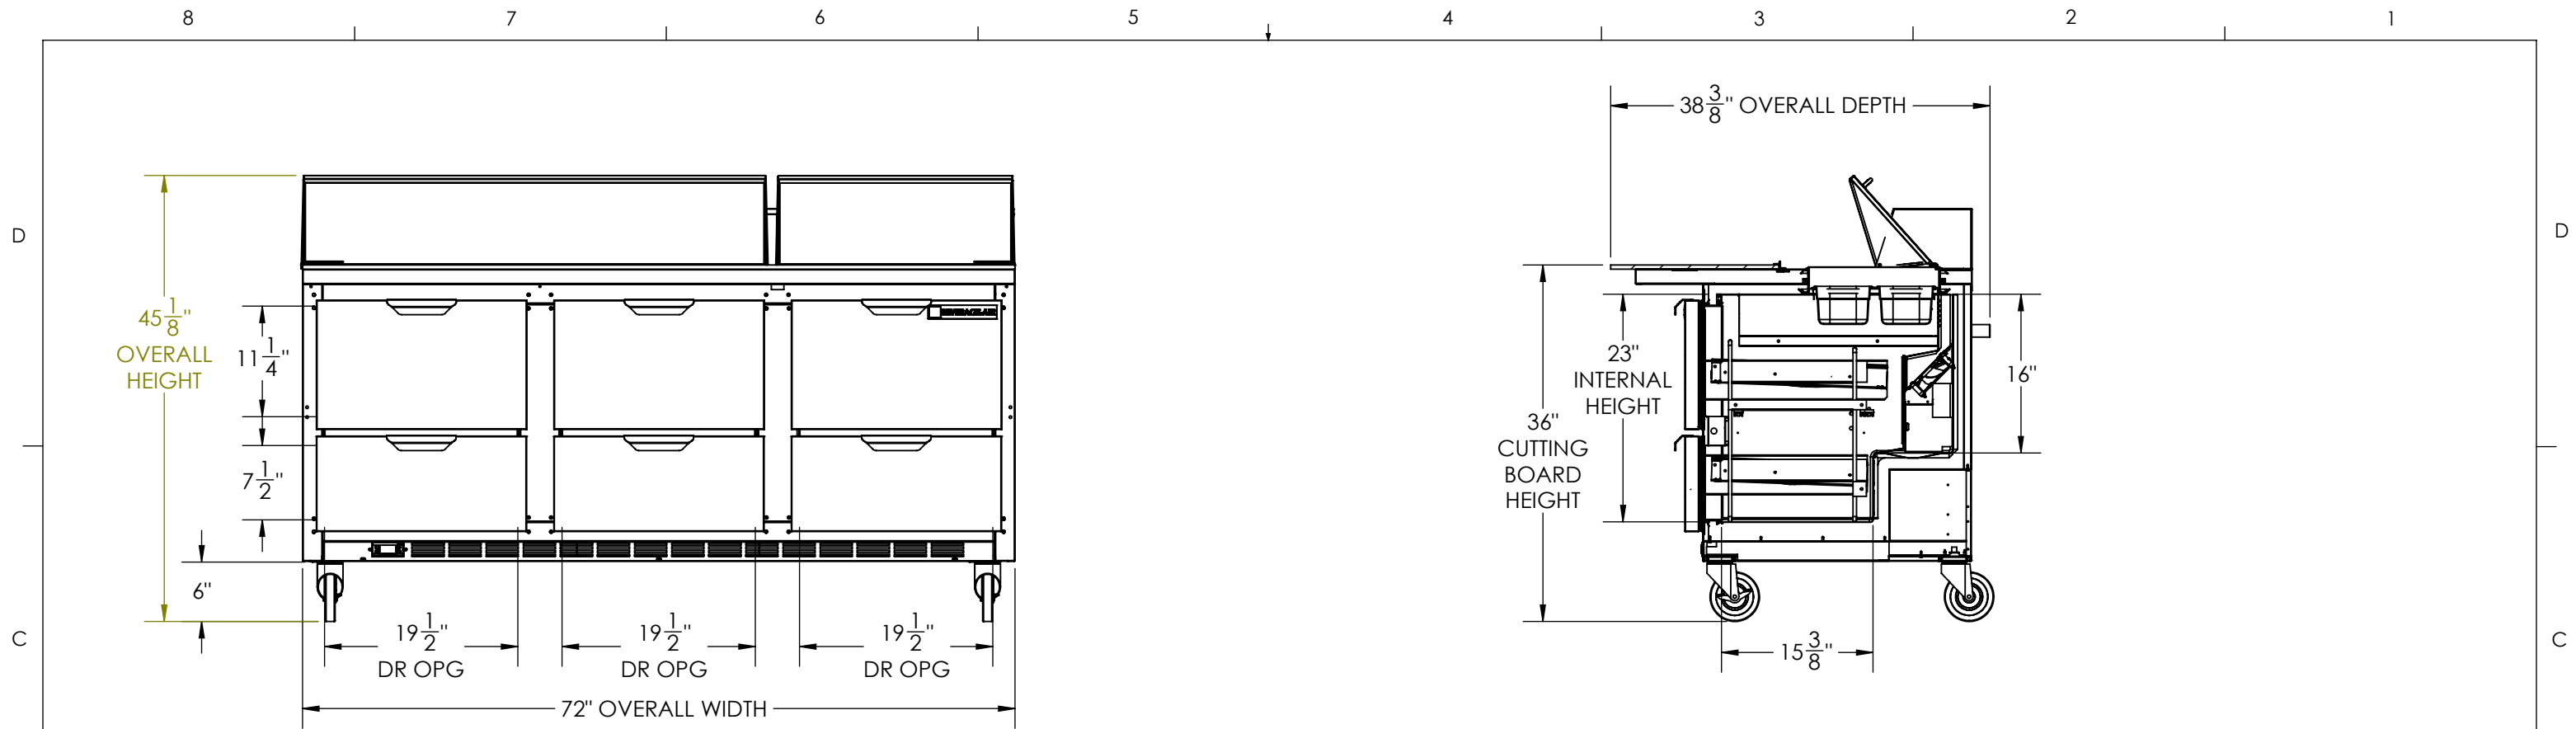 8 7 6 5 4 3 2 1
38 3/8" OVERALL DEPTH
D D
45 1/8"
OVERALL
HEIGHT
11 1/4"
7 1/2"
6"
BEVERAGE-AIR
23"
INTERNAL
HEIGHT
16"
36"
CUTTING
BOARD
HEIGHT
19 1/2"
DR OPG
19 1/2"
DR OPG
19 1/2"
DR OPG
15 3/8"
C C
72" OVERALL WIDTH